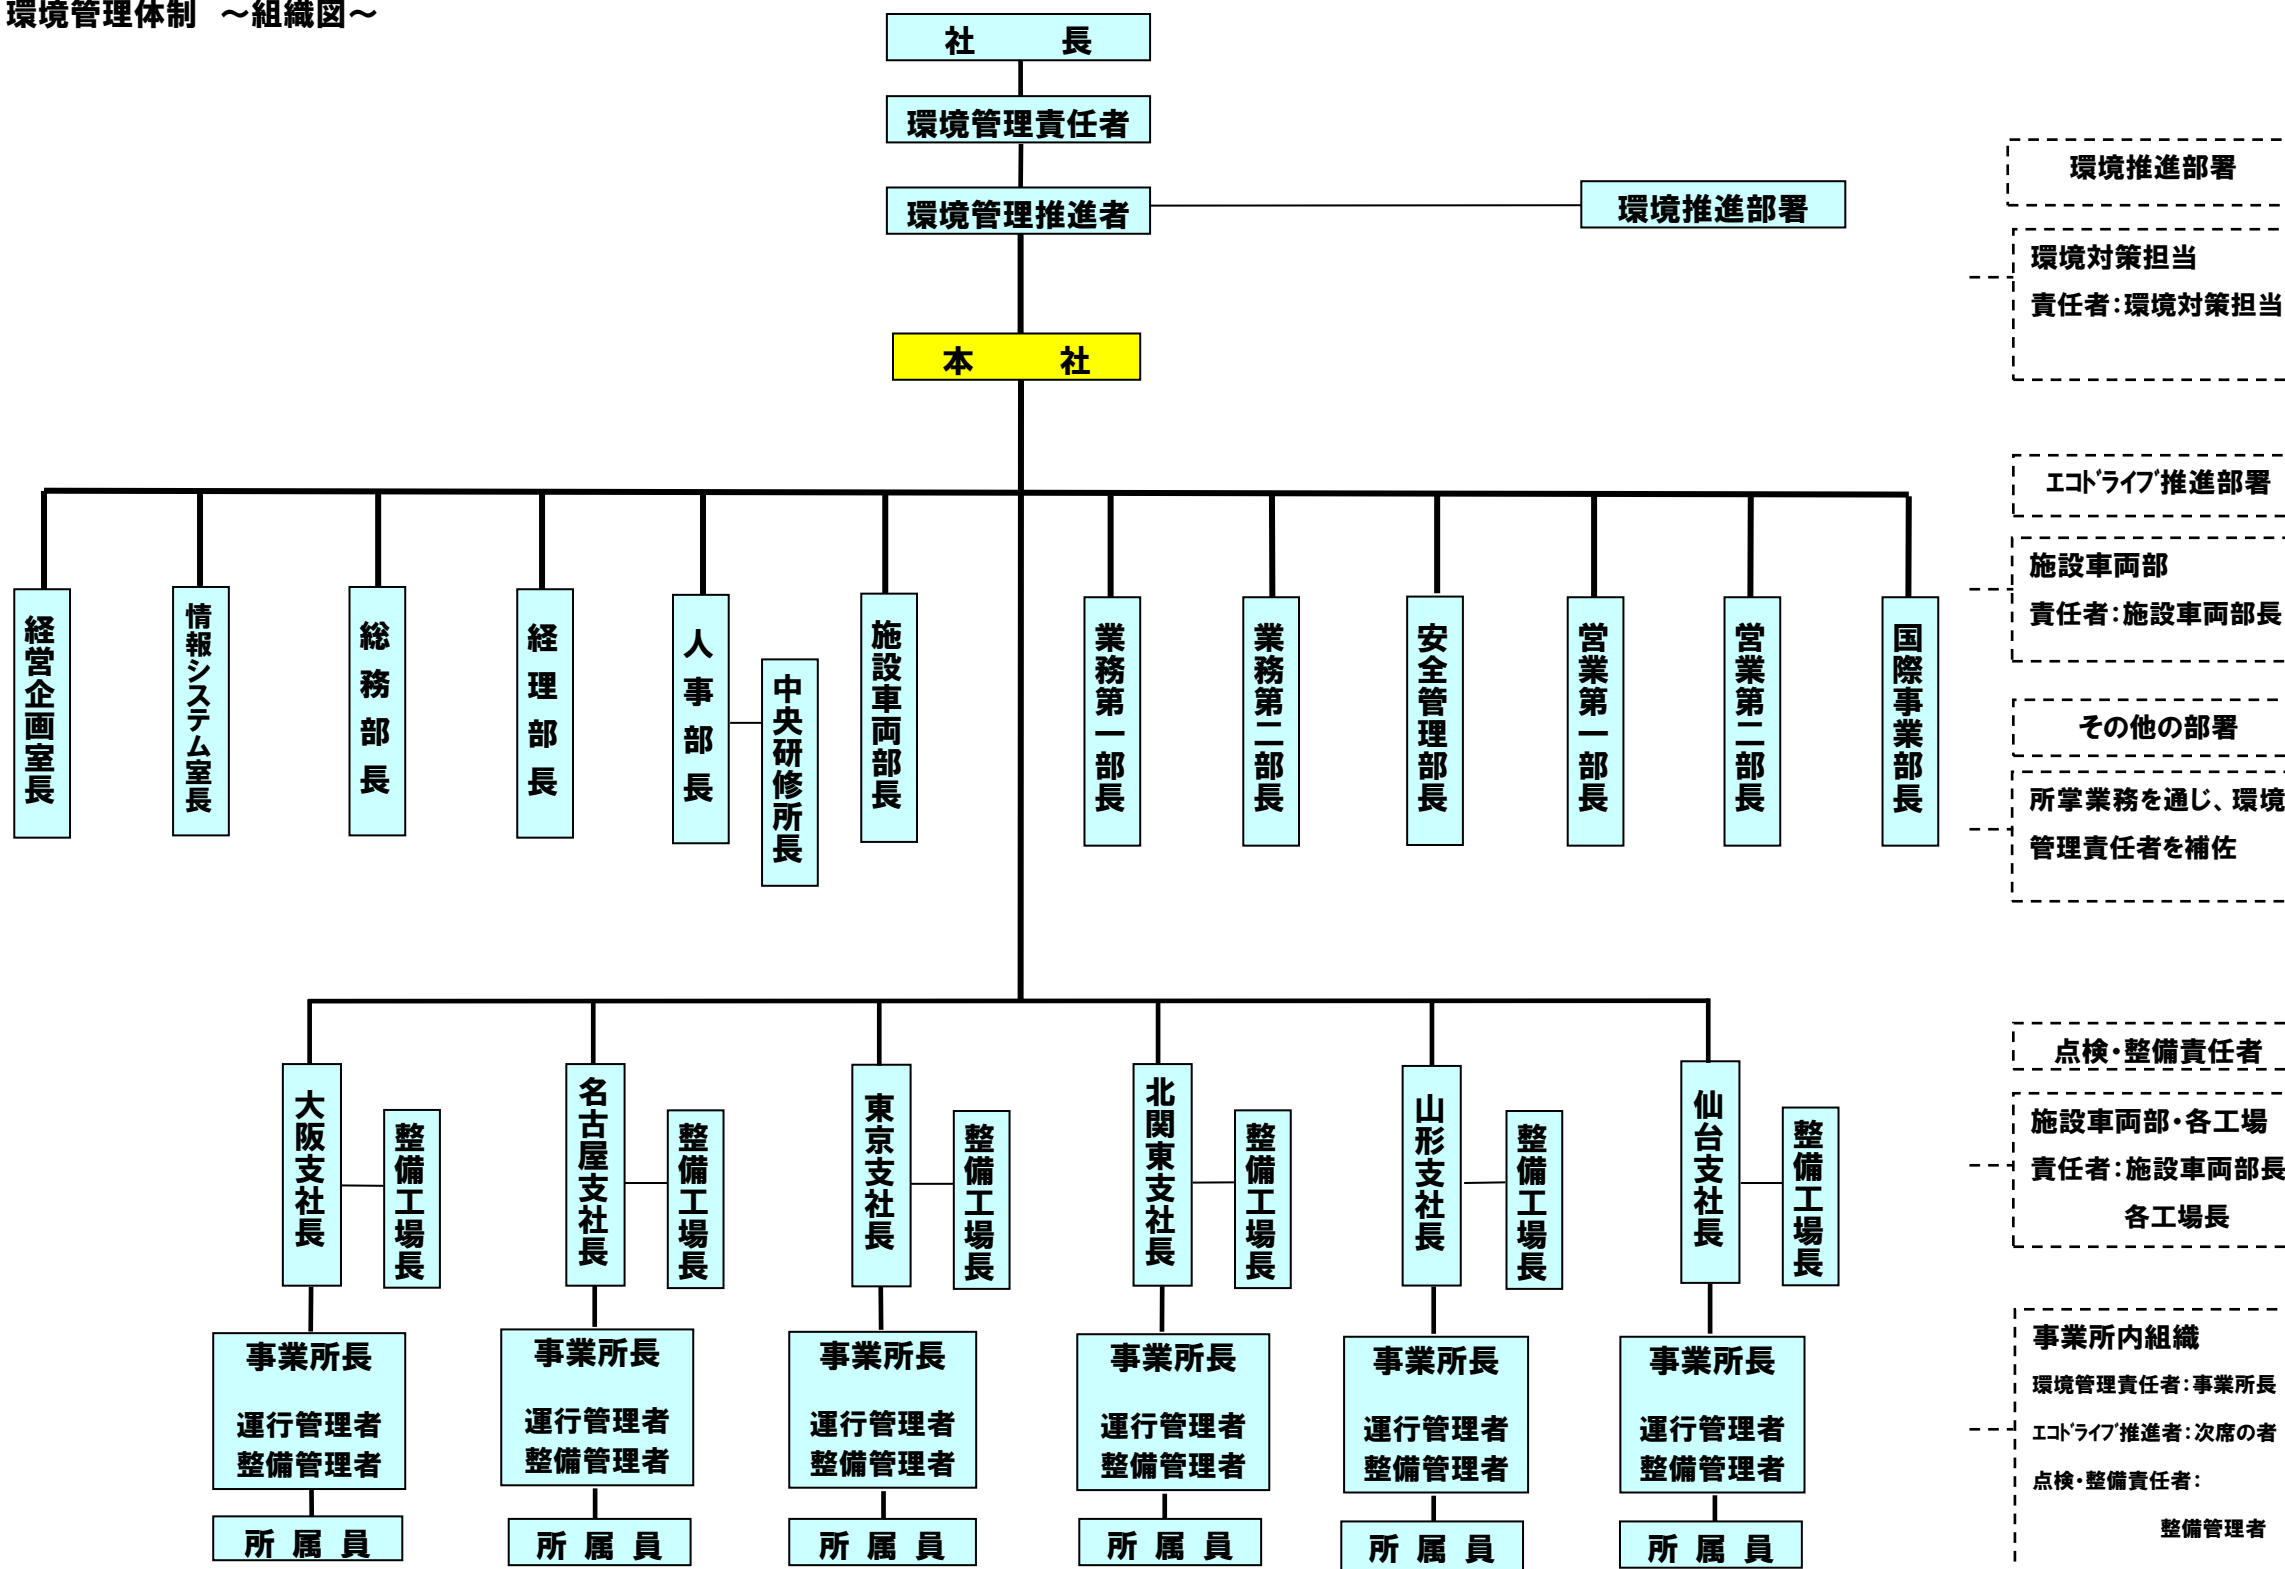 環境管理体制　～組織図～
社　　長
環境管理責任者
環境管理推進者
環境推進部署
本　　社
経営企画室長
情報システム室長
総務部長
経理部長
人事部長
中央研修所長
施設車両部長
業務第一部長
業務第二部長
安全管理部長
営業第一部長
営業第二部長
国際事業部長
大阪支社長
整備工場長
名古屋支社長
整備工場長
東京支社長
整備工場長
北関東支社長
整備工場長
山形支社長
整備工場長
仙台支社長
整備工場長
事業所長
運行管理者
整備管理者
所 属 員
事業所長
運行管理者
整備管理者
所 属 員
事業所長
運行管理者
整備管理者
所 属 員
事業所長
運行管理者
整備管理者
所 属 員
事業所長
運行管理者
整備管理者
所 属 員
事業所長
運行管理者
整備管理者
所 属 員
環境推進部署
環境対策担当
責任者：環境対策担当
ｴｺﾄﾞﾗｲﾌﾞ推進部署
施設車両部
責任者：施設車両部長
その他の部署
所掌業務を通じ、環境
管理責任者を補佐
点検・整備責任者
施設車両部・各工場
責任者：施設車両部長
各工場長
事業所内組織
環境管理責任者：事業所長
ｴｺﾄﾞﾗｲﾌﾞ推進者：次席の者
点検・整備責任者：
整備管理者